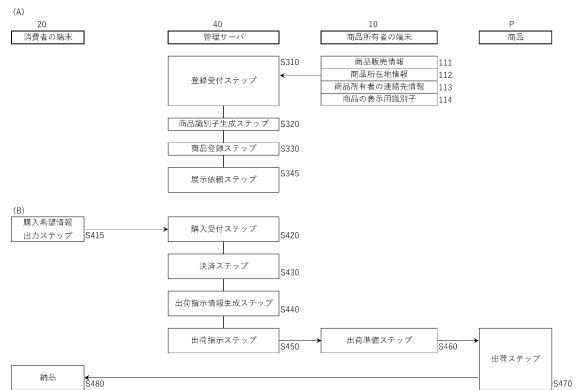 (A)
20
40
10
P
消費者の端末
管理サーバ
商品所有者の端末
商品
登録受付ステップ
S310
商品販売情報
111
商品所在地情報
112
商品所有者の連絡先情報
113
商品の表示用識別子
114
商品識別子生成ステップ
S320
商品登録ステップ
S330
展示依頼ステップ
S345
(B)
購入希望情報
出力ステップ
S415
購入受付ステップ
S420
決済ステップ
S430
出荷指示情報生成ステップ
S440
出荷指示ステップ
S450
出荷準備ステップ
S460
出荷ステップ
S470
納品
S480